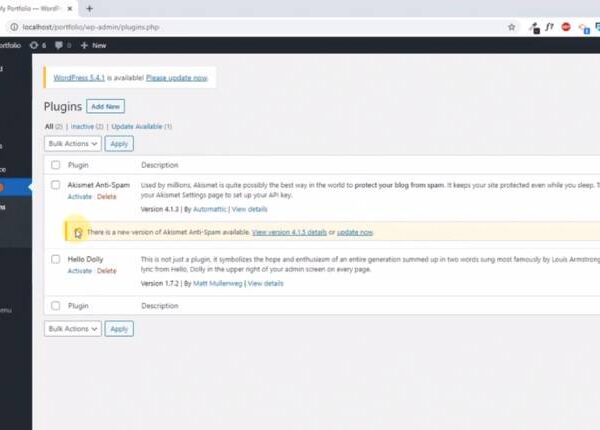 My Portfolio — WordPr
localhost/portfolio/wp-admin/plugins.php
ortfolio 6 0 + New
WordPress 5.4.1 is available! Please update now.
Plugins Add New
All (2) | Inactive (2) | Update Available (1)
Bulk Actions Apply
Plugin Description
Akismet Anti-Spam Used by millions, Akismet is quite possibly the best way in the world to protect your blog from spam. It keeps your site protected even while you sleep. T
Activate | Delete your Akismet Settings page to set up your API key.
Version 4.1.3 | By Automattic | View details
There is a new version of Akismet Anti-Spam available. View version 4.1.5 details or update now.
Hello Dolly This is not just a plugin, it symbolizes the hope and enthusiasm of an entire generation summed up in two words sung most famously by Louis Armstrong
Activate | Delete lyric from Hello, Dolly in the upper right of your admin screen on every page.
Version 1.7.2 | By Matt Mullenweg | View details
Plugin Description
enu
Bulk Actions Apply